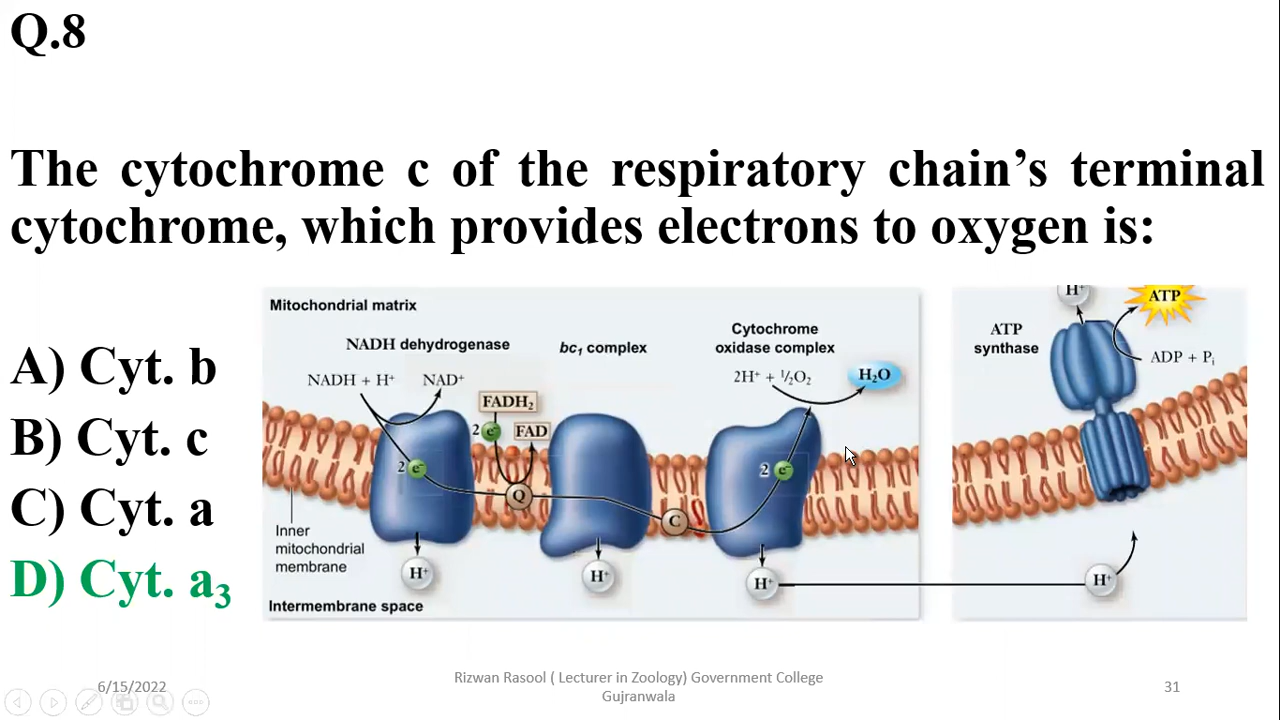 Q.8
The cytochrome c of the respiratory chain’s terminal
cytochrome, which provides electrons to oxygen is:
A) Cyt. b
B) Cyt. c
C) Cyt. a
D) Cyt. a₃
Mitochondrial matrix
NADH dehydrogenase
bc₁ complex
Cytochrome
oxidase complex
NADH + H⁺
NAD⁺
FADH₂
2 e⁻
FAD
2H⁺ + ½O₂
H₂O
2 e⁻
Q
C
2 e⁻
Inner
mitochondrial
membrane
H⁺
H⁺
H⁺
Intermembrane space
H⁺
ATP
ATP
synthase
ADP + Pᵢ
H⁺
6/15/2022
Rizwan Rasool ( Lecturer in Zoology) Government College
Gujranwala
31